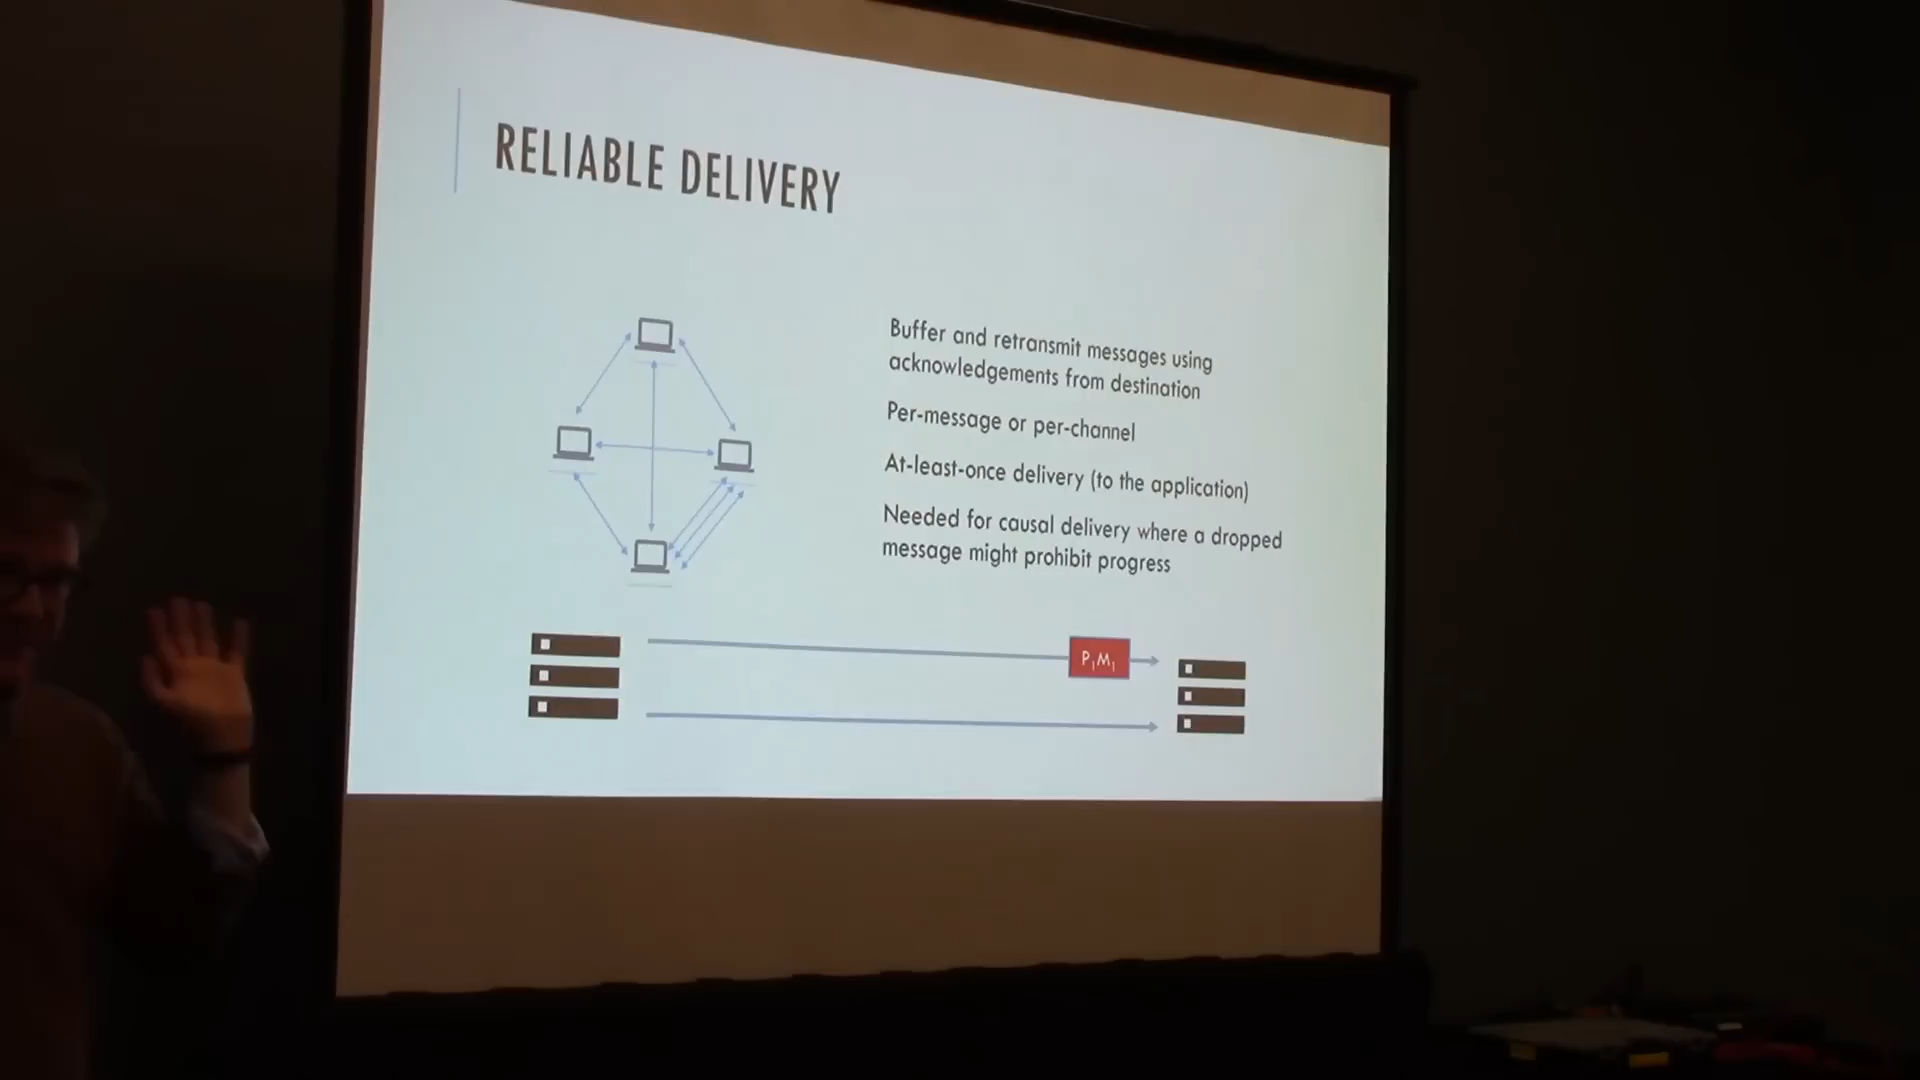 RELIABLE DELIVERY
Buffer and retransmit messages using
acknowledgements from destination
Per-message or per-channel
At-least-once delivery (to the application)
Needed for causal delivery where a dropped
message might prohibit progress
P₁M₁